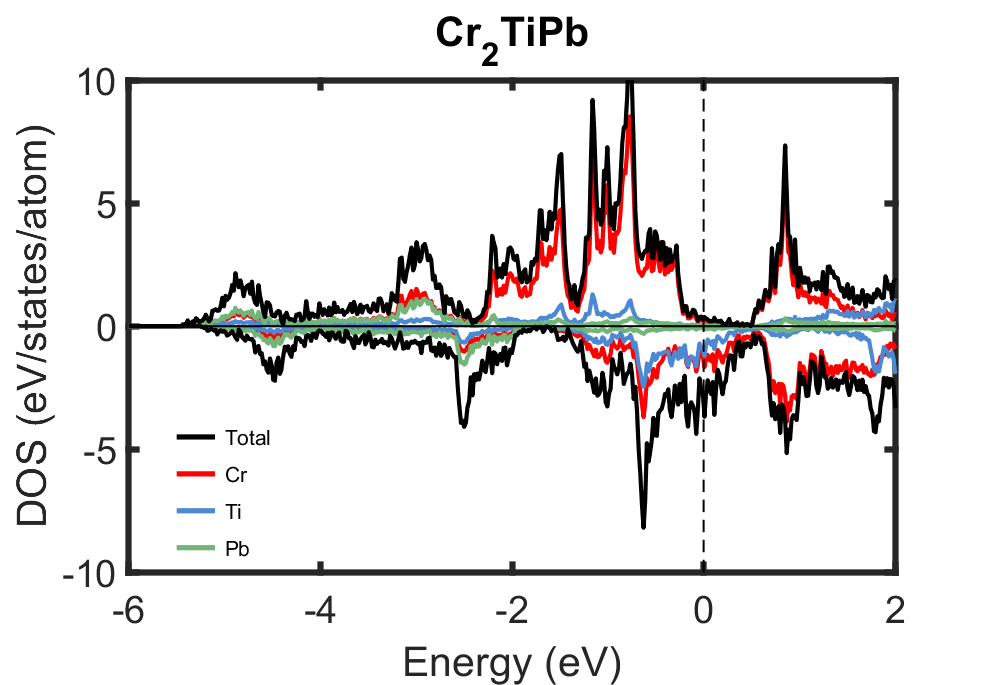 Cr2TiPb
10
5
0
-5
-10
DOS (eV/states/atom)
Total
Cr
Ti
Pb
-6 -4 -2 0 2
Energy (eV)